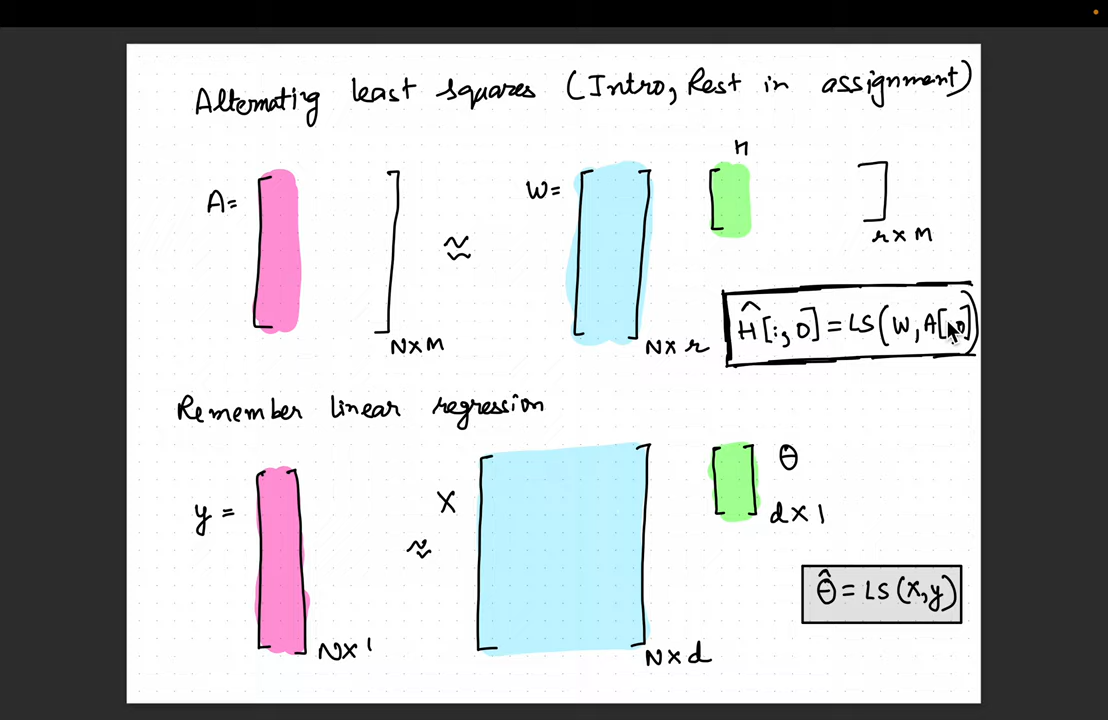 Alternating least squares (Intro, Rest in assignment)
H
A=
W=
r x M
≈
N x M
N x r
Ĥ[:, 0] = LS(W, A[:, 0])
Remember linear regression
y =
≈
X
θ
d x 1
N x 1
N x d
θ̂ = LS(X, y)